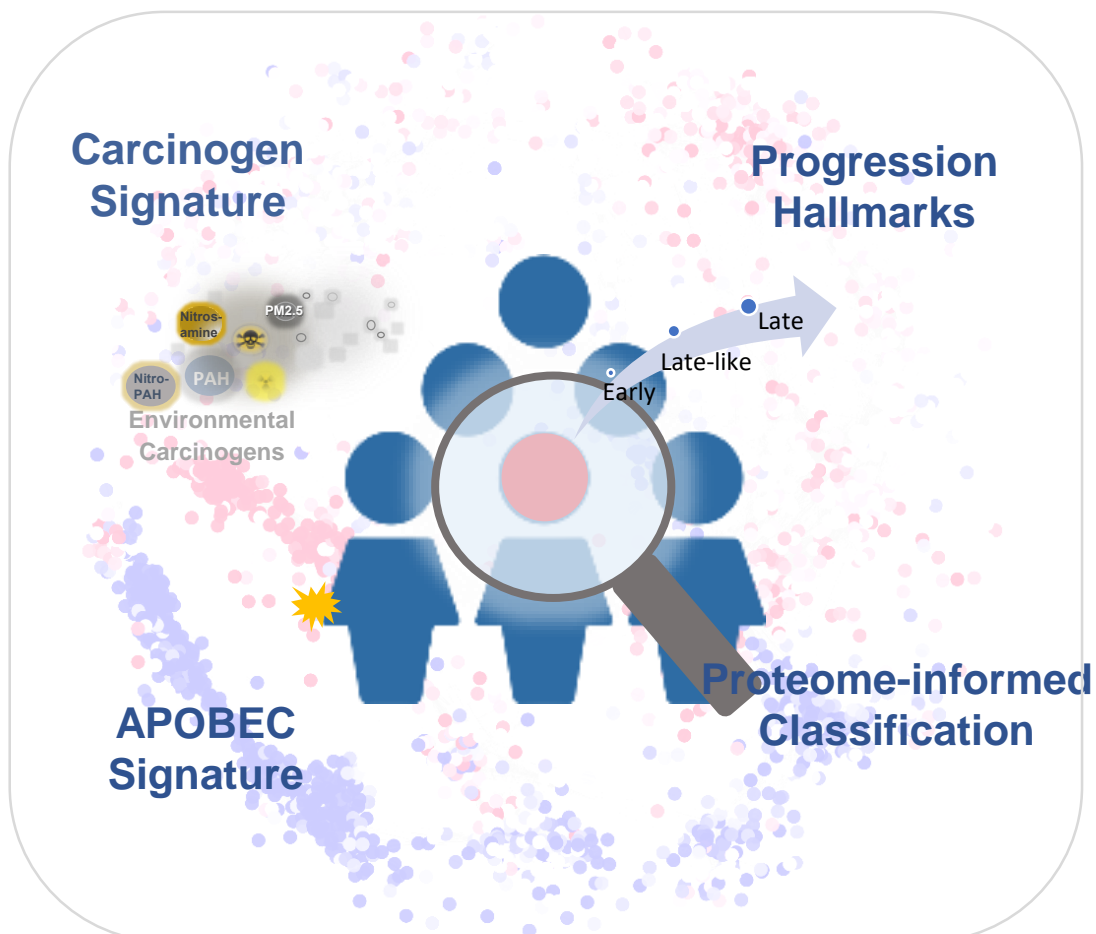 Carcinogen
Signature
Progression
Hallmarks
Nitros-
amine
PM2.5
Nitro-
PAH
PAH
Environmental
Carcinogens
Late
Late-like
Early
APOBEC
Signature
Proteome-informed
Classification